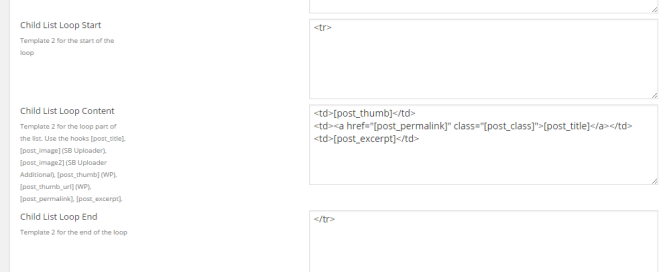 Child List Loop Start
Template 2 for the start of the
loop
<tr>
Child List Loop Content
Template 2 for the loop part of
the list. Use the hooks [post_title],
[post_image] (SB Uploader),
[post_image2] (SB Uploader
Additional), [post_thumb] (WP),
[post_thumb_url] (WP),
[post_permalink], [post_excerpt].
<td>[post_thumb]</td>
<td><a href="[post_permalink]" class="[post_class]">[post_title]</a></td>
<td>[post_excerpt]</td>
Child List Loop End
Template 2 for the end of the loop
</tr>